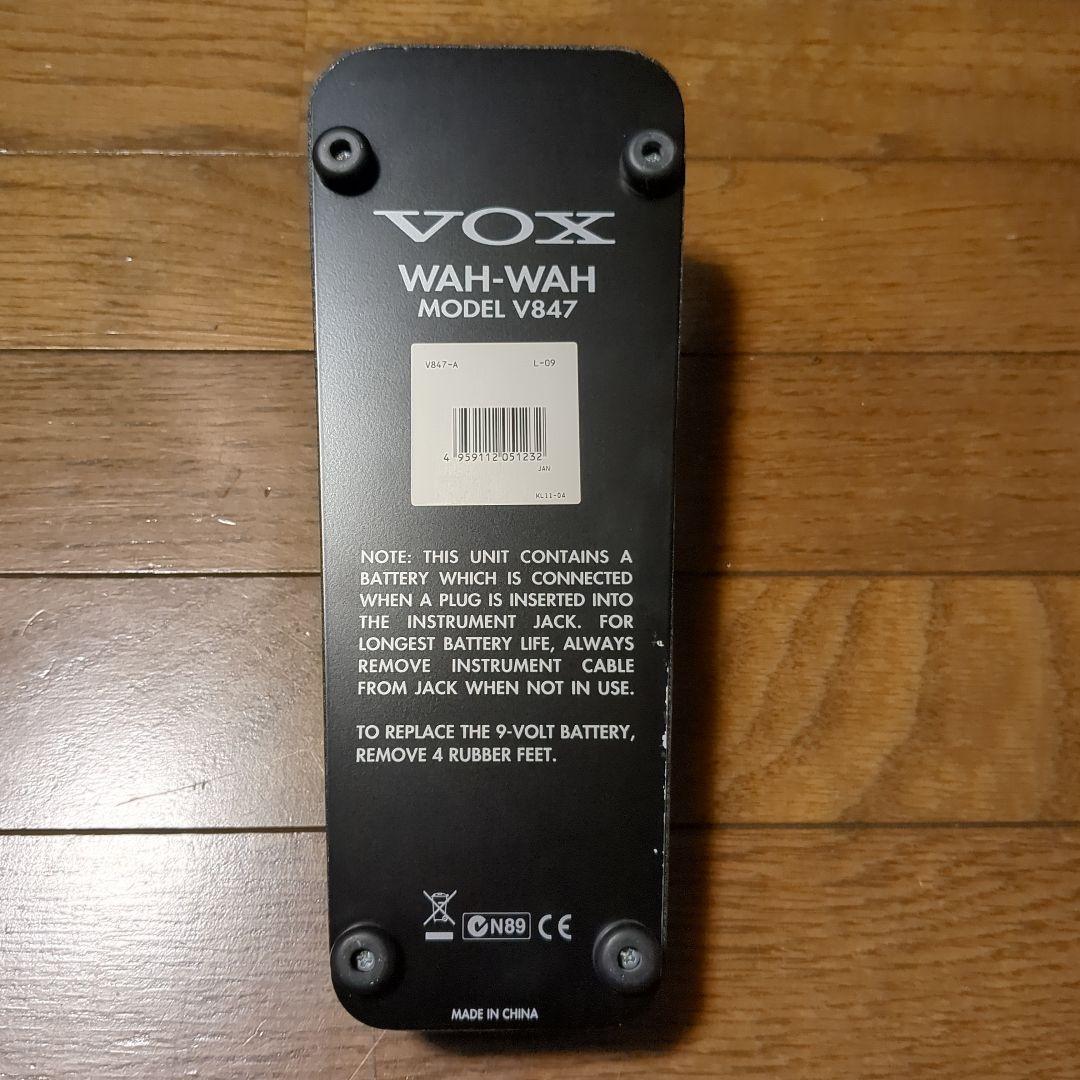 VOX
WAH-WAH
MODEL V847
V847-A L-09
4 959112 051232
JAN
KL11-04
NOTE: THIS UNIT CONTAINS A
BATTERY WHICH IS CONNECTED
WHEN A PLUG IS INSERTED INTO
THE INSTRUMENT JACK. FOR
LONGEST BATTERY LIFE, ALWAYS
REMOVE INSTRUMENT CABLE
FROM JACK WHEN NOT IN USE.
TO REPLACE THE 9-VOLT BATTERY,
REMOVE 4 RUBBER FEET.
N89 CE
MADE IN CHINA